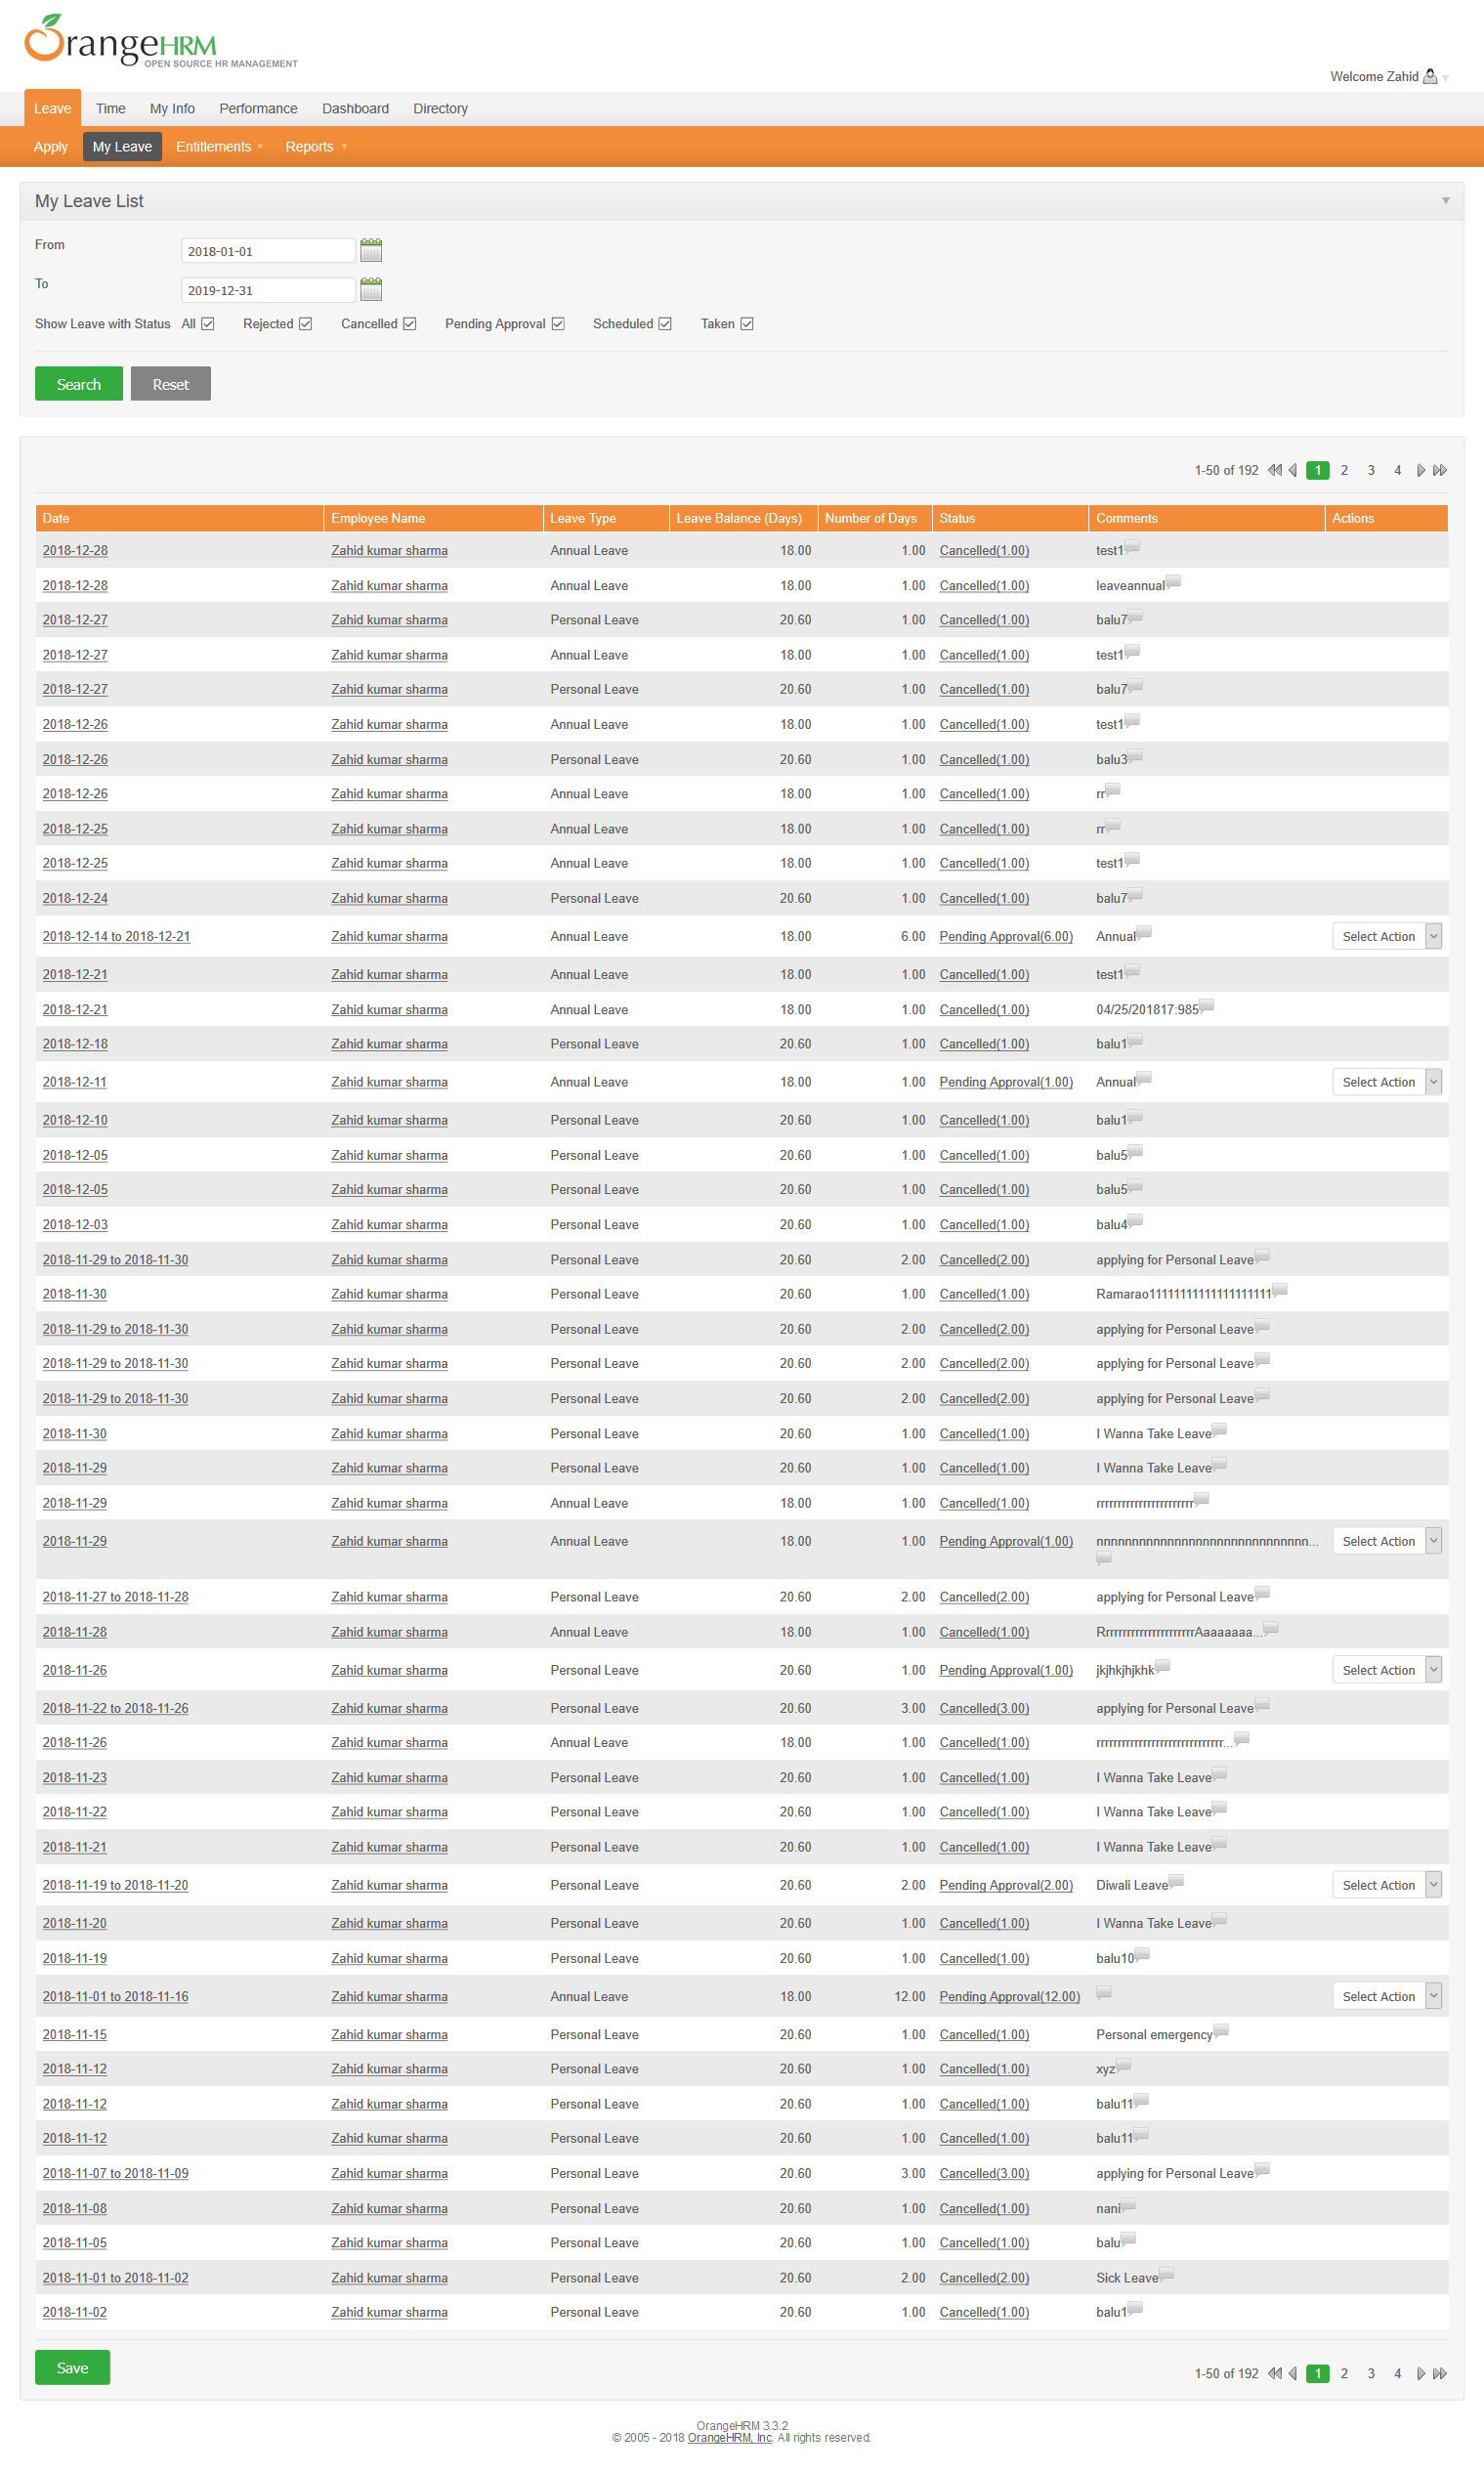 OrangeHRM
OPEN SOURCE HR MANAGEMENT
Welcome Zahid
Leave Time My Info Performance Dashboard Directory
Apply My Leave Entitlements Reports
My Leave List
From 2018-01-01
To 2019-12-31
Show Leave with Status All Rejected Cancelled Pending Approval Scheduled Taken
Search Reset
1-50 of 192 1 2 3 4
Date Employee Name Leave Type Leave Balance (Days) Number of Days Status Comments Actions
2018-12-28 Zahid kumar sharma Annual Leave 18.00 1.00 Cancelled(1.00) test1
2018-12-28 Zahid kumar sharma Annual Leave 18.00 1.00 Cancelled(1.00) leaveannual
2018-12-27 Zahid kumar sharma Personal Leave 20.60 1.00 Cancelled(1.00) balu7
2018-12-27 Zahid kumar sharma Annual Leave 18.00 1.00 Cancelled(1.00) test1
2018-12-27 Zahid kumar sharma Personal Leave 20.60 1.00 Cancelled(1.00) balu7
2018-12-26 Zahid kumar sharma Annual Leave 18.00 1.00 Cancelled(1.00) test1
2018-12-26 Zahid kumar sharma Personal Leave 20.60 1.00 Cancelled(1.00) balu3
2018-12-26 Zahid kumar sharma Annual Leave 18.00 1.00 Cancelled(1.00) rr
2018-12-25 Zahid kumar sharma Annual Leave 18.00 1.00 Cancelled(1.00) rr
2018-12-25 Zahid kumar sharma Annual Leave 18.00 1.00 Cancelled(1.00) test1
2018-12-24 Zahid kumar sharma Personal Leave 20.60 1.00 Cancelled(1.00) balu7
2018-12-14 to 2018-12-21 Zahid kumar sharma Annual Leave 18.00 6.00 Pending Approval(6.00) Annual Select Action
2018-12-21 Zahid kumar sharma Annual Leave 18.00 1.00 Cancelled(1.00) test1
2018-12-21 Zahid kumar sharma Annual Leave 18.00 1.00 Cancelled(1.00) 04/25/201817:985
2018-12-18 Zahid kumar sharma Personal Leave 20.60 1.00 Cancelled(1.00) balu1
2018-12-11 Zahid kumar sharma Annual Leave 18.00 1.00 Pending Approval(1.00) Annual Select Action
2018-12-10 Zahid kumar sharma Personal Leave 20.60 1.00 Cancelled(1.00) balu1
2018-12-05 Zahid kumar sharma Personal Leave 20.60 1.00 Cancelled(1.00) balu5
2018-12-05 Zahid kumar sharma Personal Leave 20.60 1.00 Cancelled(1.00) balu5
2018-12-03 Zahid kumar sharma Personal Leave 20.60 1.00 Cancelled(1.00) balu4
2018-11-29 to 2018-11-30 Zahid kumar sharma Personal Leave 20.60 2.00 Cancelled(2.00) applying for Personal Leave
2018-11-30 Zahid kumar sharma Personal Leave 20.60 1.00 Cancelled(1.00) Ramarao11111111111111111111
2018-11-29 to 2018-11-30 Zahid kumar sharma Personal Leave 20.60 2.00 Cancelled(2.00) applying for Personal Leave
2018-11-29 to 2018-11-30 Zahid kumar sharma Personal Leave 20.60 2.00 Cancelled(2.00) applying for Personal Leave
2018-11-29 to 2018-11-30 Zahid kumar sharma Personal Leave 20.60 2.00 Cancelled(2.00) applying for Personal Leave
2018-11-30 Zahid kumar sharma Personal Leave 20.60 1.00 Cancelled(1.00) I Wanna Take Leave
2018-11-29 Zahid kumar sharma Personal Leave 20.60 1.00 Cancelled(1.00) I Wanna Take Leave
2018-11-29 Zahid kumar sharma Annual Leave 18.00 1.00 Cancelled(1.00) rrrrrrrrrrrrrrrrrrrrrrr
2018-11-29 Zahid kumar sharma Annual Leave 18.00 1.00 Pending Approval(1.00) nnnnnnnnnnnnnnnnnnnnnnnnnnnnnn... Select Action
2018-11-27 to 2018-11-28 Zahid kumar sharma Personal Leave 20.60 2.00 Cancelled(2.00) applying for Personal Leave
2018-11-28 Zahid kumar sharma Annual Leave 18.00 1.00 Cancelled(1.00) RrrrrrrrrrrrrrrrrrrrrrAaaaaaaa...
2018-11-26 Zahid kumar sharma Personal Leave 20.60 1.00 Pending Approval(1.00) jkjhkjhjkhk Select Action
2018-11-22 to 2018-11-26 Zahid kumar sharma Personal Leave 20.60 3.00 Cancelled(3.00) applying for Personal Leave
2018-11-26 Zahid kumar sharma Annual Leave 18.00 1.00 Cancelled(1.00) rrrrrrrrrrrrrrrrrrrrrrrrrrrrrr...
2018-11-23 Zahid kumar sharma Personal Leave 20.60 1.00 Cancelled(1.00) I Wanna Take Leave
2018-11-22 Zahid kumar sharma Personal Leave 20.60 1.00 Cancelled(1.00) I Wanna Take Leave
2018-11-21 Zahid kumar sharma Personal Leave 20.60 1.00 Cancelled(1.00) I Wanna Take Leave
2018-11-19 to 2018-11-20 Zahid kumar sharma Personal Leave 20.60 2.00 Pending Approval(2.00) Diwali Leave Select Action
2018-11-20 Zahid kumar sharma Personal Leave 20.60 1.00 Cancelled(1.00) I Wanna Take Leave
2018-11-19 Zahid kumar sharma Personal Leave 20.60 1.00 Cancelled(1.00) balu10
2018-11-01 to 2018-11-16 Zahid kumar sharma Annual Leave 18.00 12.00 Pending Approval(12.00) Select Action
2018-11-15 Zahid kumar sharma Personal Leave 20.60 1.00 Cancelled(1.00) Personal emergency
2018-11-12 Zahid kumar sharma Personal Leave 20.60 1.00 Cancelled(1.00) xyz
2018-11-12 Zahid kumar sharma Personal Leave 20.60 1.00 Cancelled(1.00) balu11
2018-11-12 Zahid kumar sharma Personal Leave 20.60 1.00 Cancelled(1.00) balu11
2018-11-07 to 2018-11-09 Zahid kumar sharma Personal Leave 20.60 3.00 Cancelled(3.00) applying for Personal Leave
2018-11-08 Zahid kumar sharma Personal Leave 20.60 1.00 Cancelled(1.00) nani
2018-11-05 Zahid kumar sharma Personal Leave 20.60 1.00 Cancelled(1.00) balu
2018-11-01 to 2018-11-02 Zahid kumar sharma Personal Leave 20.60 2.00 Cancelled(2.00) Sick Leave
2018-11-02 Zahid kumar sharma Personal Leave 20.60 1.00 Cancelled(1.00) balu1
Save 1-50 of 192 1 2 3 4
OrangeHRM 3.3.2
© 2005 - 2018 OrangeHRM, Inc. All rights reserved.